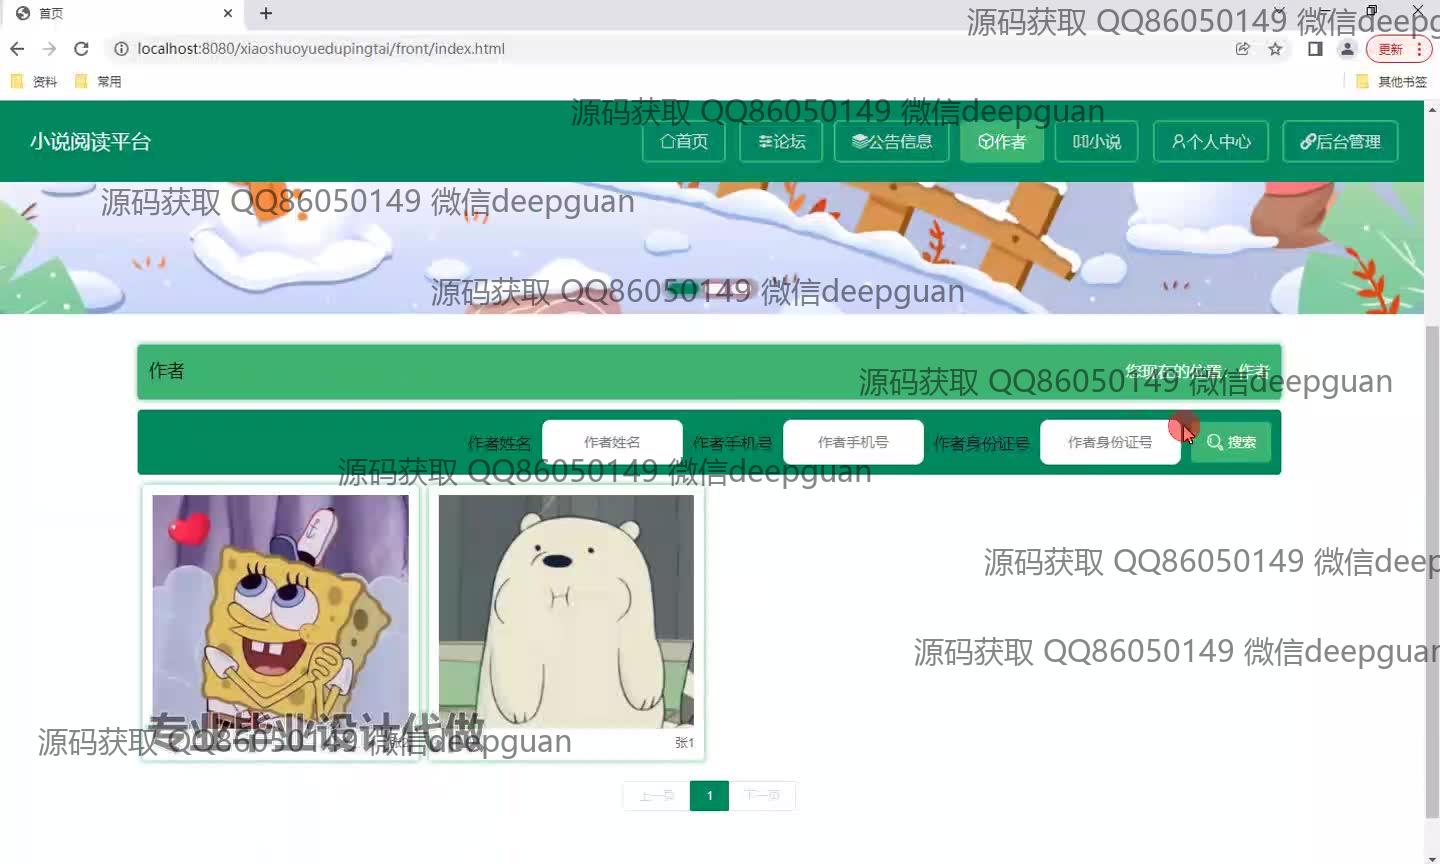 首页
源码获取 QQ86050149 微信deepg
localhost:8080/xiaoshuoyuedupingtai/front/index.html
更新
资料 常用 其他书签
源码获取 QQ86050149 微信deepguan
小说阅读平台 首页 论坛 公告信息 作者 小说 个人中心 后台管理
源码获取 QQ86050149 微信deepguan
源码获取 QQ86050149 微信deepguan
作者 您现在的位置：作者
源码获取 QQ86050149 微信deepguan
作者姓名 作者姓名 作者手机号 作者手机号 作者身份证号 作者身份证号 搜索
源码获取 QQ86050149 微信deepguan
源码获取 QQ86050149 微信deep
源码获取 QQ86050149 微信deepguan
专业毕业设计代做
源码获取 QQ86050149 微信deepguan
张1
上一页 1 下一页